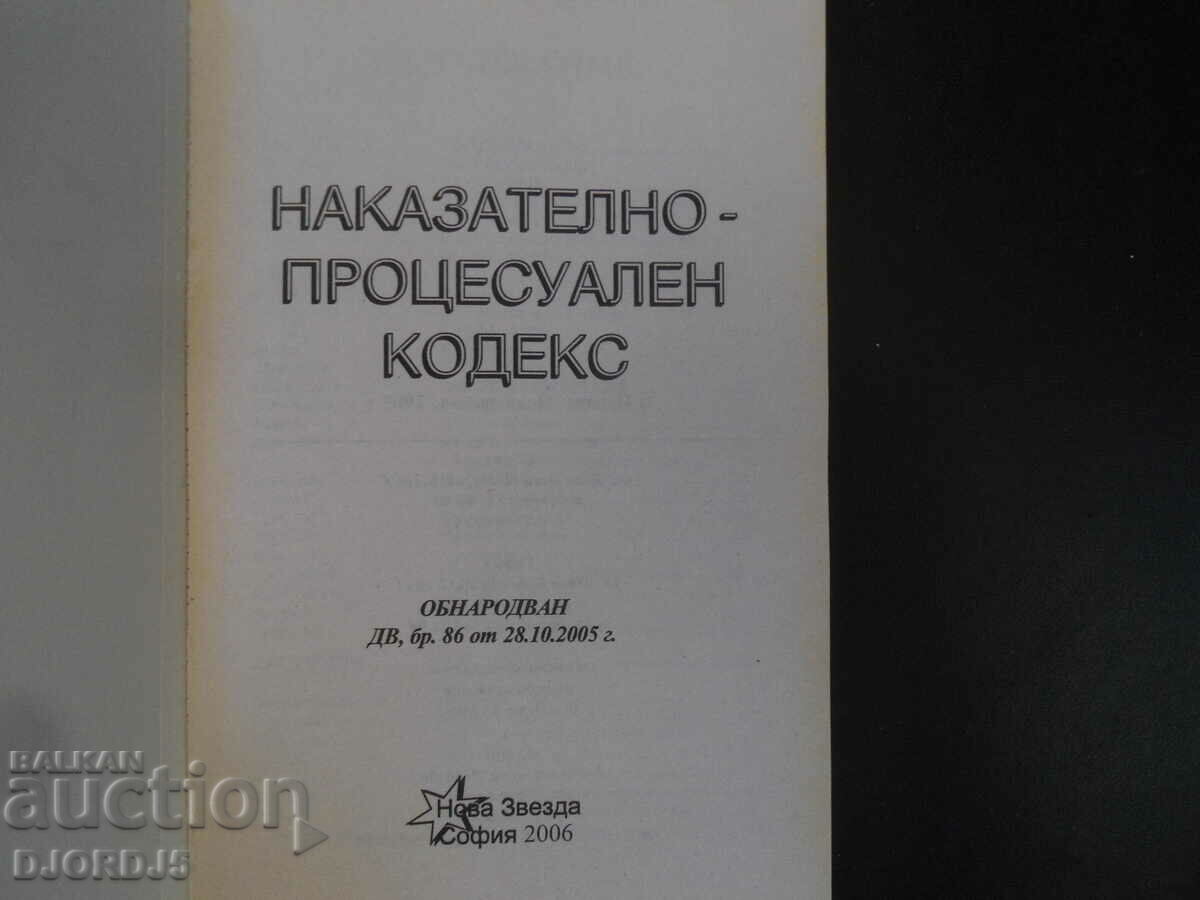 НАКАЗАТЕЛНО -
ПРОЦЕСУАЛЕН
КОДЕКС
ОБНАРОДВАН
ДВ, бр. 86 от 28.10.2005 г.
Нова Звезда
София 2006
BALKAN
auction
DJORDJ5